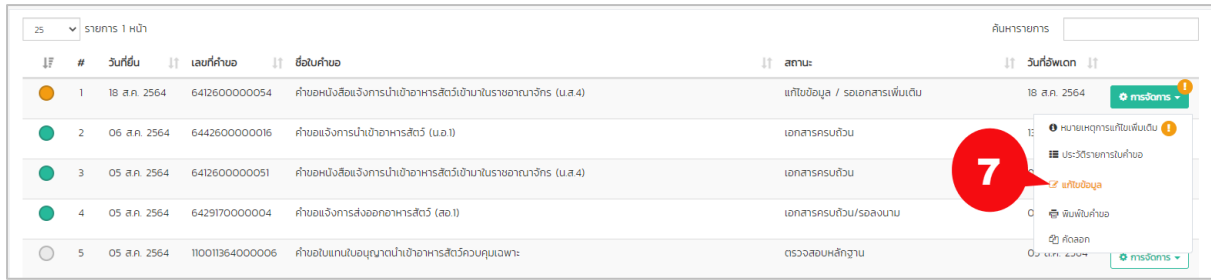 25 รายการ 1 หน้า ค้นหารายการ
# วันที่ยื่น เลขที่คำขอ ชื่อใบคำขอ สถานะ วันที่อัพเดท
1 18 ส.ค. 2564 6412600000054 คำขอหนังสือแจ้งการนำเข้าอาหารสัตว์เข้ามาในราชอาณาจักร (น.ส.4) แก้ไขข้อมูล / รอเอกสารเพิ่มเติม 18 ส.ค. 2564 การจัดการ !
2 06 ส.ค. 2564 6442600000016 คำขอแจ้งการนำเข้าอาหารสัตว์ (น.อ.1) เอกสารครบถ้วน
หมายเหตุการแก้ไขเพิ่มเติม !
ประวัติรายการใบคำขอ
3 05 ส.ค. 2564 6412600000051 คำขอหนังสือแจ้งการนำเข้าอาหารสัตว์เข้ามาในราชอาณาจักร (น.ส.4) เอกสารครบถ้วน
7 แก้ไขข้อมูล
4 05 ส.ค. 2564 6429170000004 คำขอแจ้งการส่งออกอาหารสัตว์ (สอ.1) เอกสารครบถ้วน/รอลงนาม
พิมพ์ใบคำขอ
คัดลอก
5 05 ส.ค. 2564 110011364000006 คำขอใบแทนใบอนุญาตนำเข้าอาหารสัตว์ควบคุมเฉพาะ ตรวจสอบหลักฐาน การจัดการ